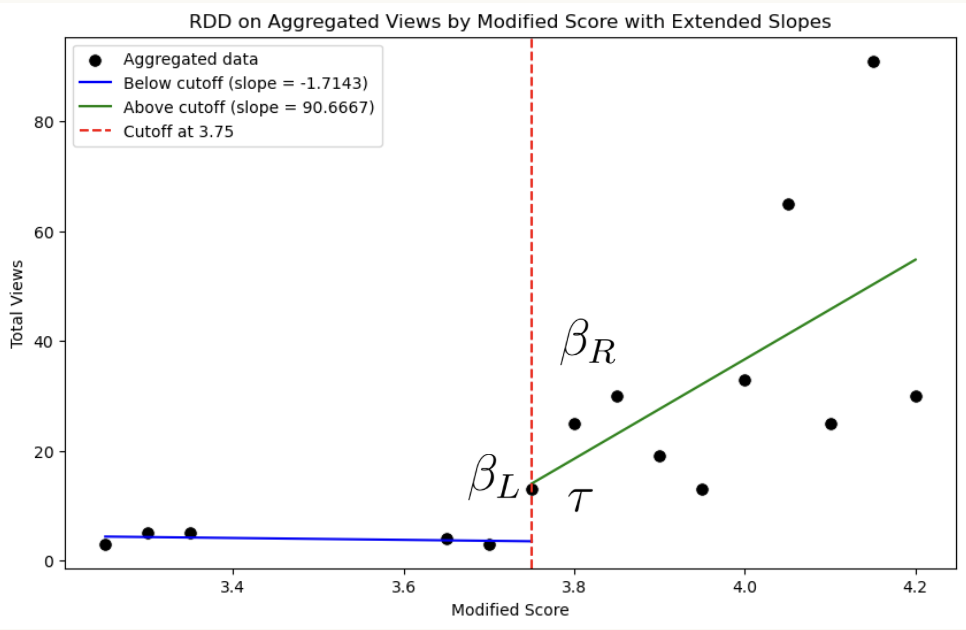 RDD on Aggregated Views by Modified Score with Extended Slopes
Aggregated data
Below cutoff (slope = -1.7143)
Above cutoff (slope = 90.6667)
Cutoff at 3.75
Total Views
80
60
40
20
0
β_R
β_L
τ
3.4
3.6
3.8
4.0
4.2
Modified Score